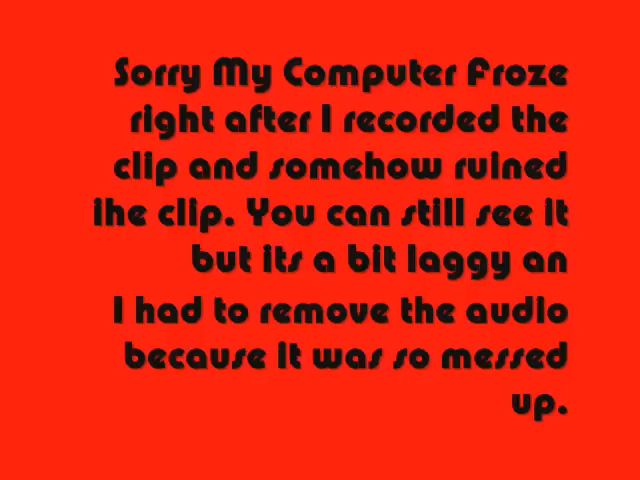 Sorry My Computer Froze
right after I recorded the
clip and somehow ruined
ihe clip. You can still see it
but its a bit laggy an
I had to remove the audio
because it was so messed
up.